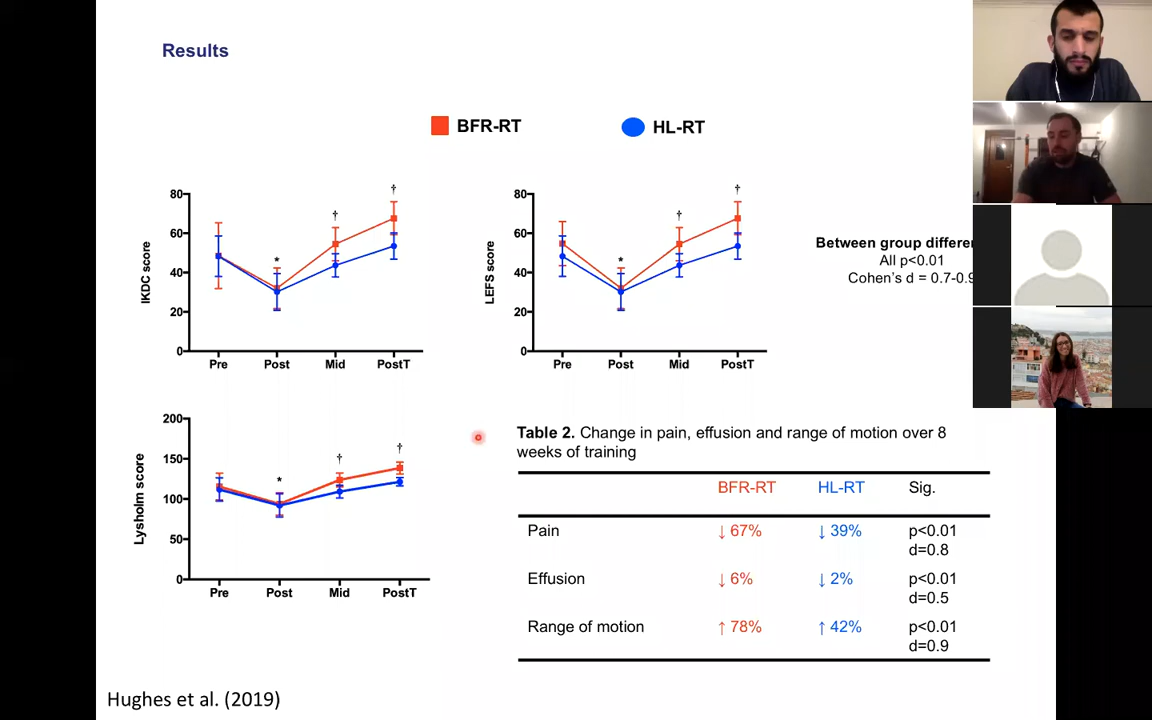 Results
BFR-RT
HL-RT
†
†
*
80
60
40
20
0
IKDC score
Pre Post Mid PostT
†
†
*
80
60
40
20
0
LEFS score
Pre Post Mid PostT
Between group differen
All p<0.01
Cohen's d = 0.7-0.9
†
†
*
200
150
100
50
0
Lysholm score
Pre Post Mid PostT
Table 2. Change in pain, effusion and range of motion over 8
weeks of training
BFR-RT HL-RT Sig.
Pain ↓ 67% ↓ 39% p<0.01
d=0.8
Effusion ↓ 6% ↓ 2% p<0.01
d=0.5
Range of motion ↑ 78% ↑ 42% p<0.01
d=0.9
Hughes et al. (2019)